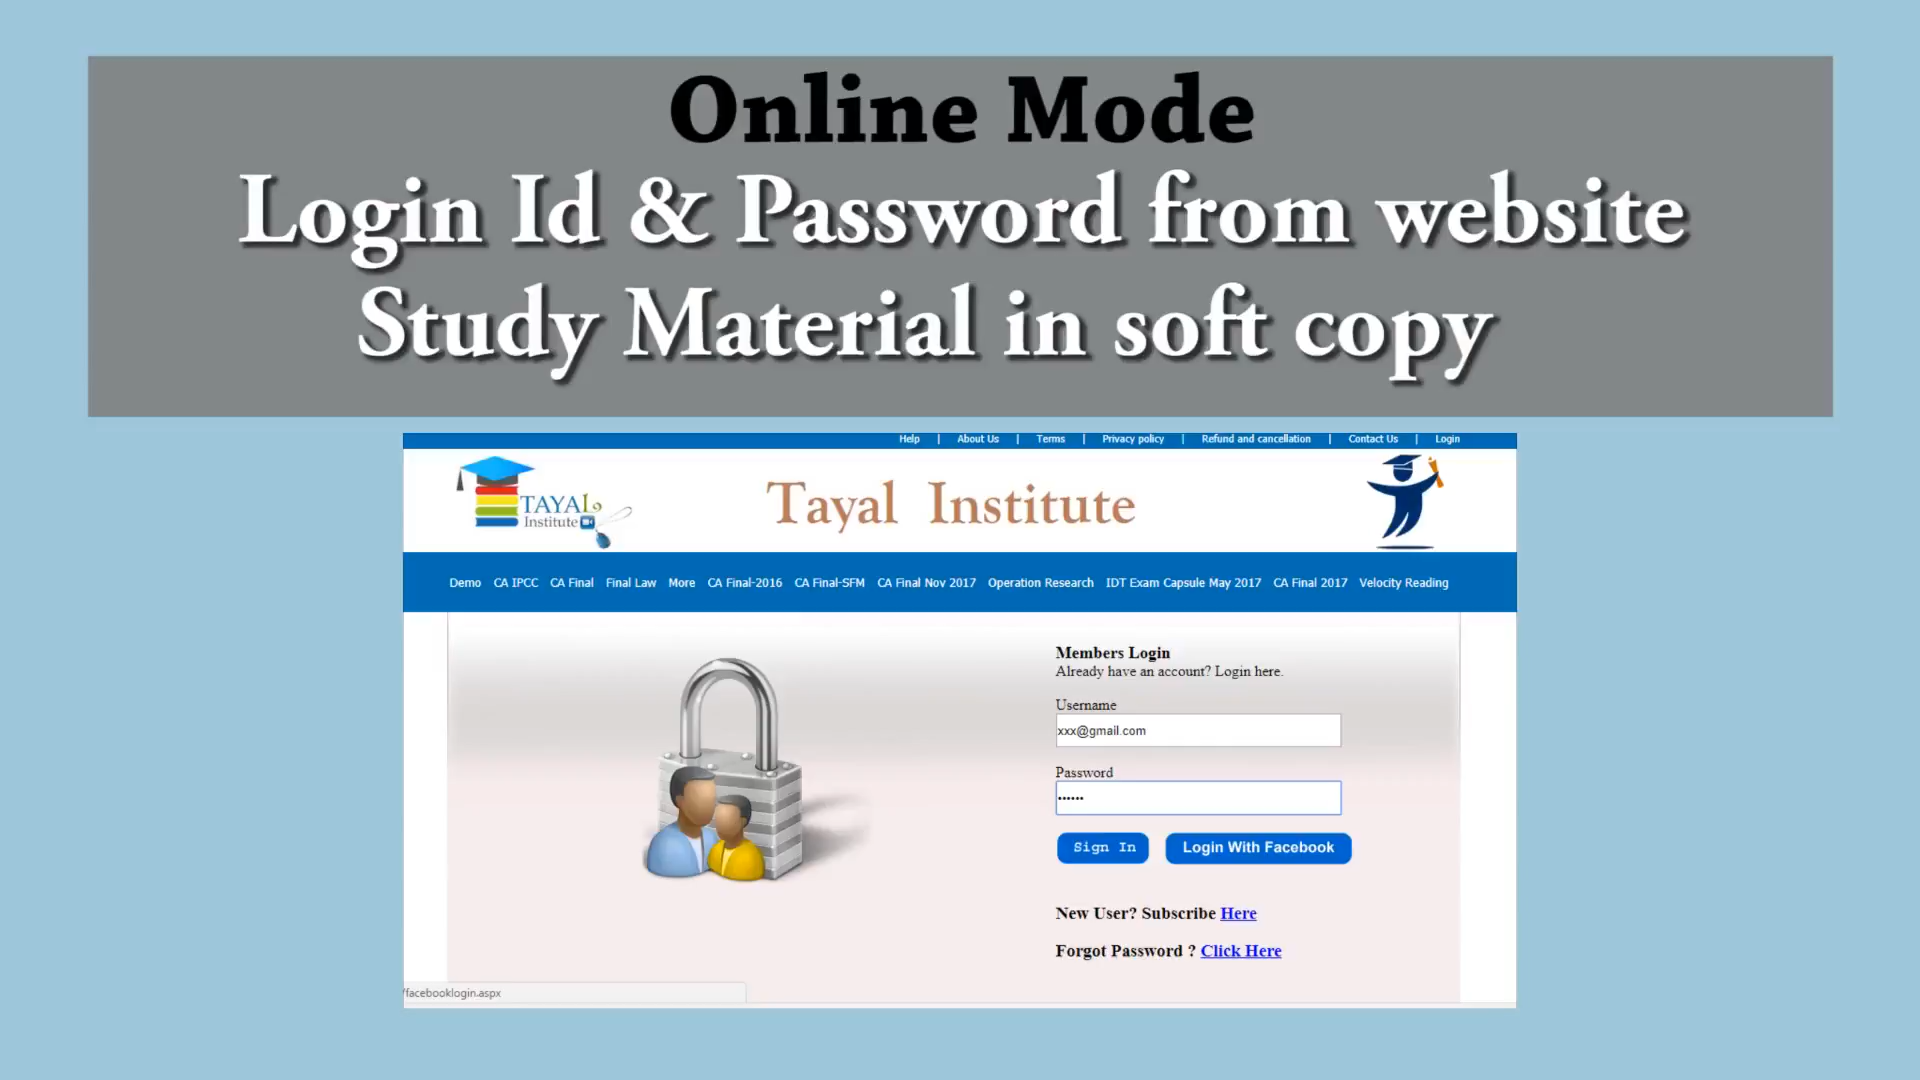 Online Mode
Login Id & Password from website
Study Material in soft copy
Help | About Us | Terms | Privacy policy | Refund and cancellation | Contact Us | Login
TAYAL
Institute
Tayal Institute
Demo CA IPCC CA Final Final Law More CA Final-2016 CA Final-SFM CA Final Nov 2017 Operation Research IDT Exam Capsule May 2017 CA Final 2017 Velocity Reading
Members Login
Already have an account? Login here.
Username
xxx@gmail.com
Password
••••••
Sign In Login With Facebook
New User? Subscribe Here
Forgot Password ? Click Here
/facebooklogin.aspx